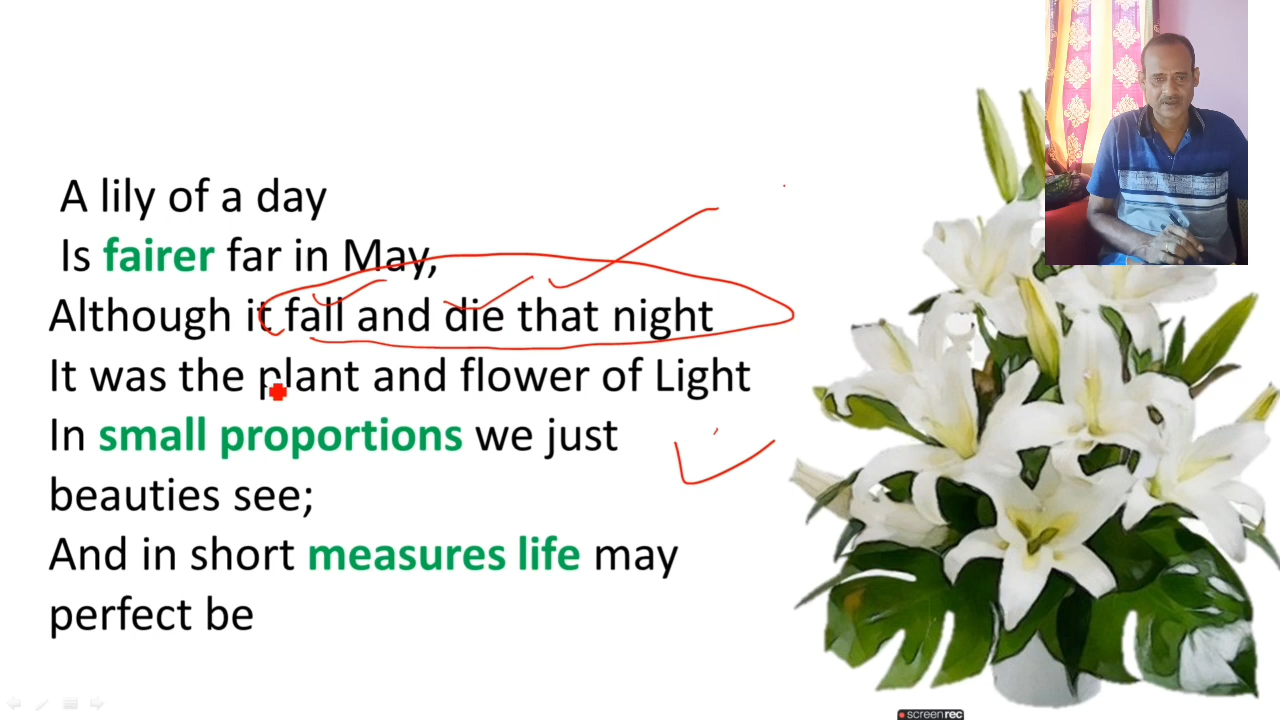 A lily of a day
Is fairer far in May,
Although it fall and die that night
It was the plant and flower of Light
In small proportions we just
beauties see;
And in short measures life may
perfect be
screenrec